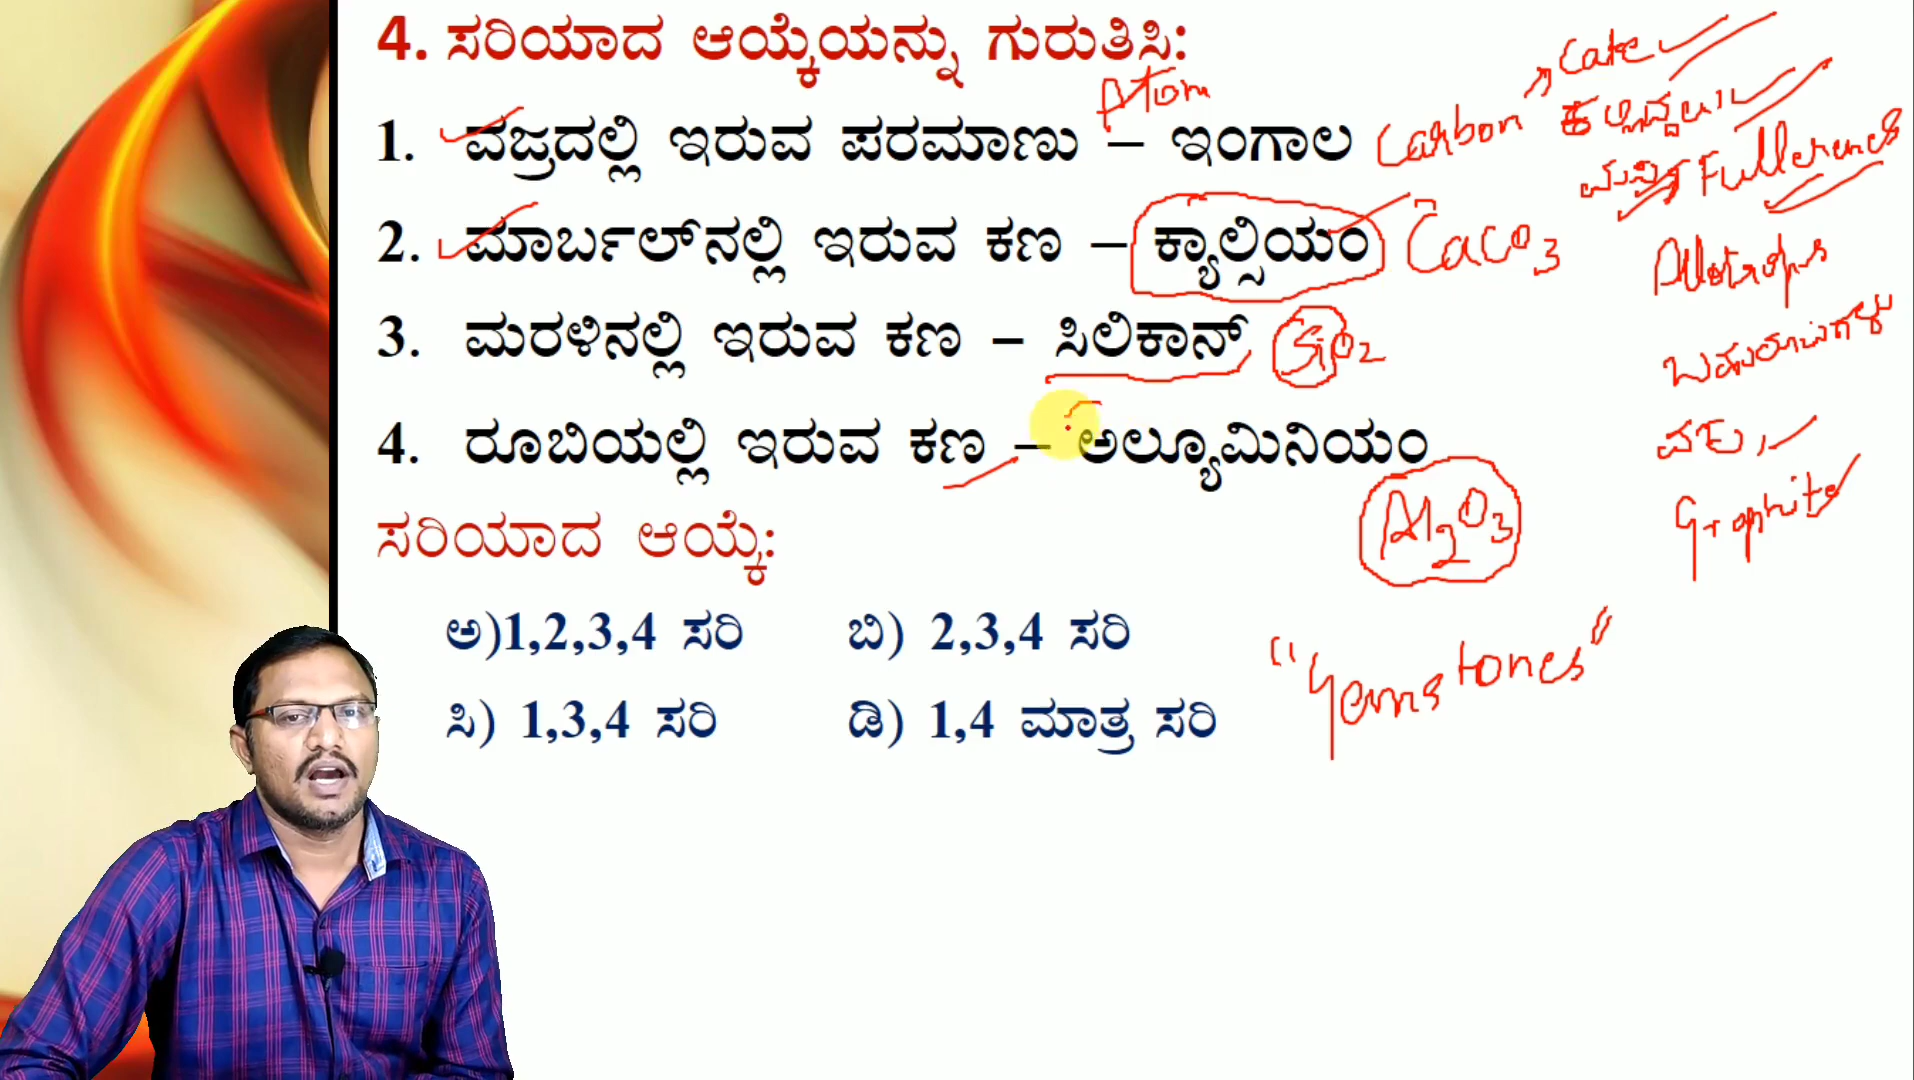 4. ಸರಿಯಾದ ಆಯ್ಕೆಯನ್ನು ಗುರುತಿಸಿ:
Atom
1. ವಜ್ರದಲ್ಲಿ ಇರುವ ಪರಮಾಣು – ಇಂಗಾಲ Carbon
Fullerenes
2. ಮಾರ್ಬಲ್‌ನಲ್ಲಿ ಇರುವ ಕಣ – ಕ್ಯಾಲ್ಸಿಯಂ CaCO3
3. ಮರಳಿನಲ್ಲಿ ಇರುವ ಕಣ – ಸಿಲಿಕಾನ್ SiO2
4. ರೂಬಿಯಲ್ಲಿ ಇರುವ ಕಣ – ಅಲ್ಯೂಮಿನಿಯಂ
Al2O3
Graphite
ಸರಿಯಾದ ಆಯ್ಕೆ:
ಅ)1,2,3,4 ಸರಿ ಬಿ) 2,3,4 ಸರಿ
"Gemstones"
ಸಿ) 1,3,4 ಸರಿ ಡಿ) 1,4 ಮಾತ್ರ ಸರಿ